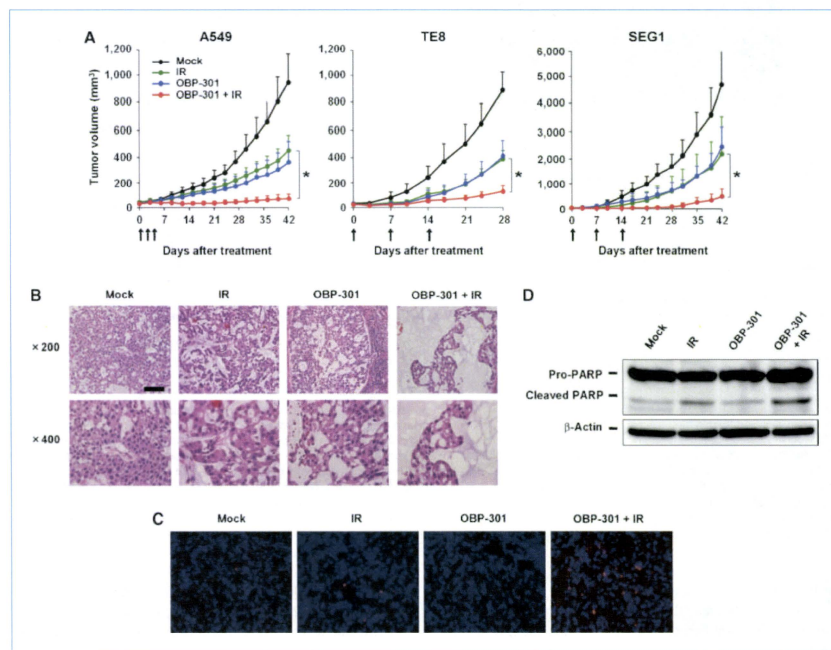 A
A549
TE8
SEG1
Tumor volume (mm³)
1,200
1,000
800
600
400
200
0
Mock
IR
OBP-301
OBP-301 + IR
*
0 7 14 21 28 35 42
Days after treatment
1,200
1,000
800
600
400
200
0
*
0 7 14 21 28
Days after treatment
6,000
5,000
4,000
3,000
2,000
1,000
0
*
0 7 14 21 28 35 42
Days after treatment
B
Mock IR OBP-301 OBP-301 + IR
× 200
× 400
D
Mock
IR
OBP-301
OBP-301
+ IR
Pro-PARP
Cleaved PARP
β-Actin
C
Mock IR OBP-301 OBP-301 + IR